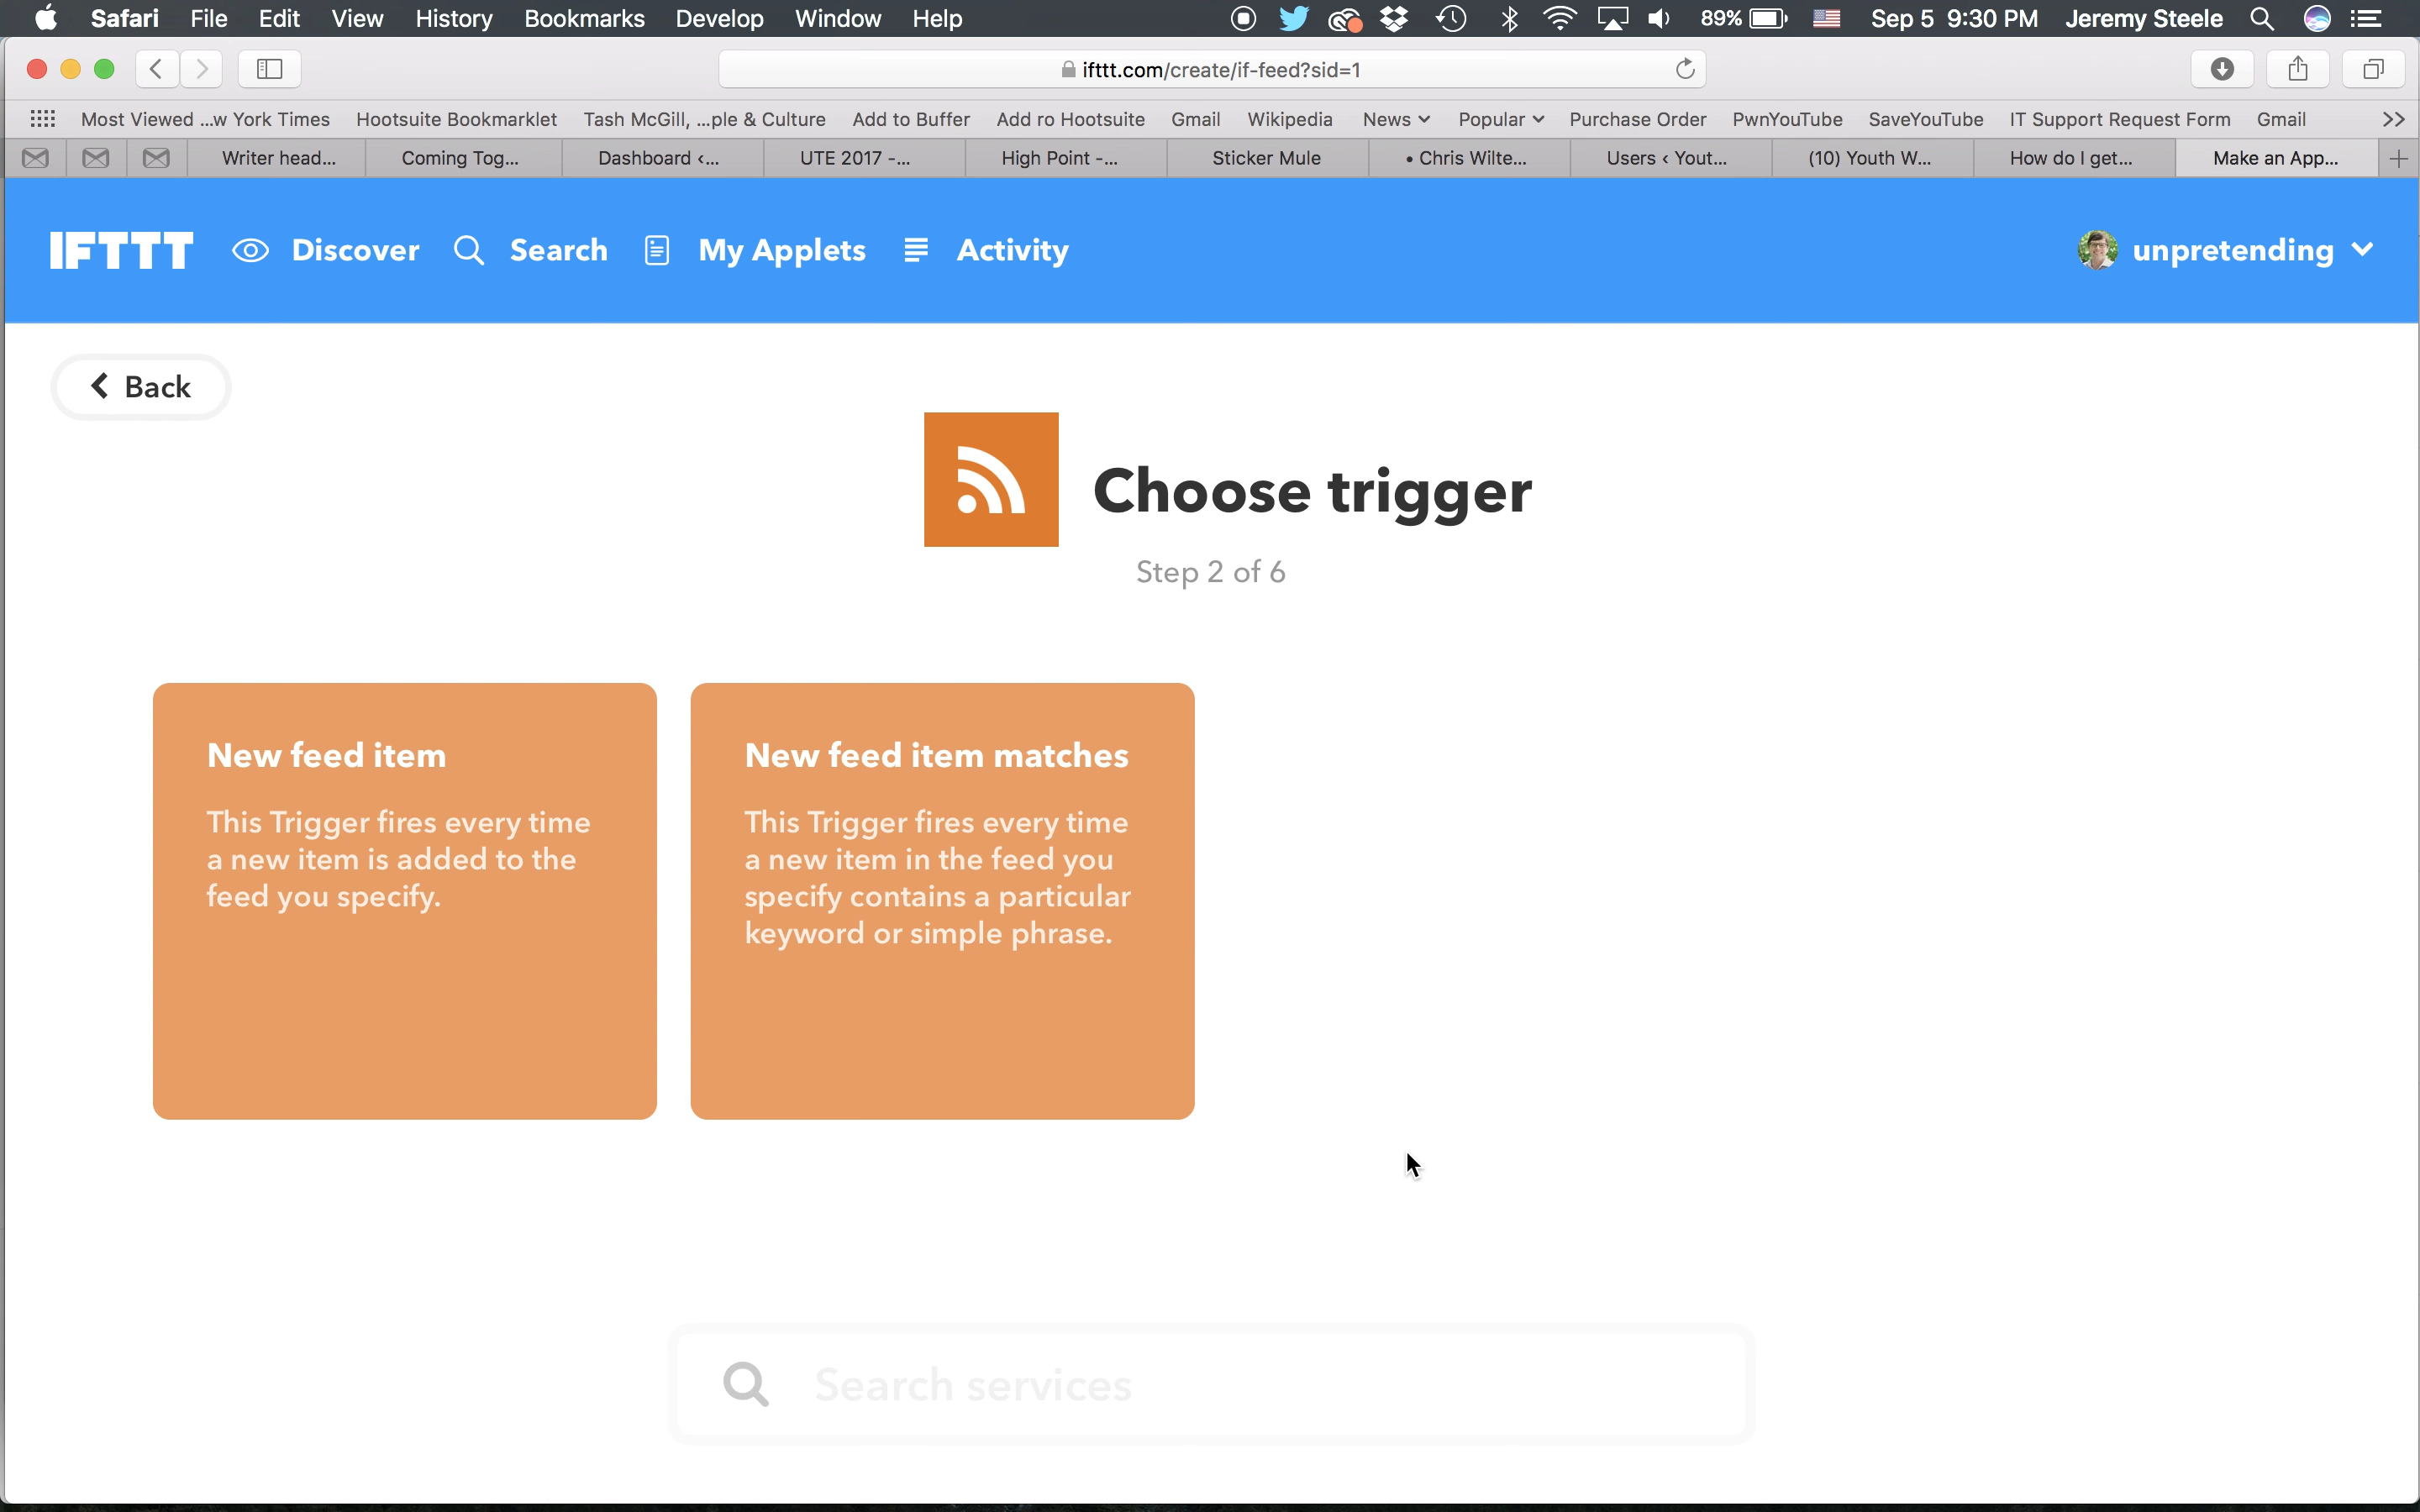 Safari File Edit View History Bookmarks Develop Window Help 89% Sep 5 9:30 PM Jeremy Steele
ifttt.com/create/if-feed?sid=1
Most Viewed ...w York Times Hootsuite Bookmarklet Tash McGill, ...ple & Culture Add to Buffer Add ro Hootsuite Gmail Wikipedia News Popular Purchase Order PwnYouTube SaveYouTube IT Support Request Form Gmail
Writer head... Coming Tog... Dashboard ‹... UTE 2017 -... High Point -... Sticker Mule • Chris Wilte... Users ‹ Yout... (10) Youth W... How do I get... Make an App...
IFTTT Discover Search My Applets Activity unpretending
Back
Choose trigger
Step 2 of 6
New feed item
This Trigger fires every time
a new item is added to the
feed you specify.
New feed item matches
This Trigger fires every time
a new item in the feed you
specify contains a particular
keyword or simple phrase.
Search services